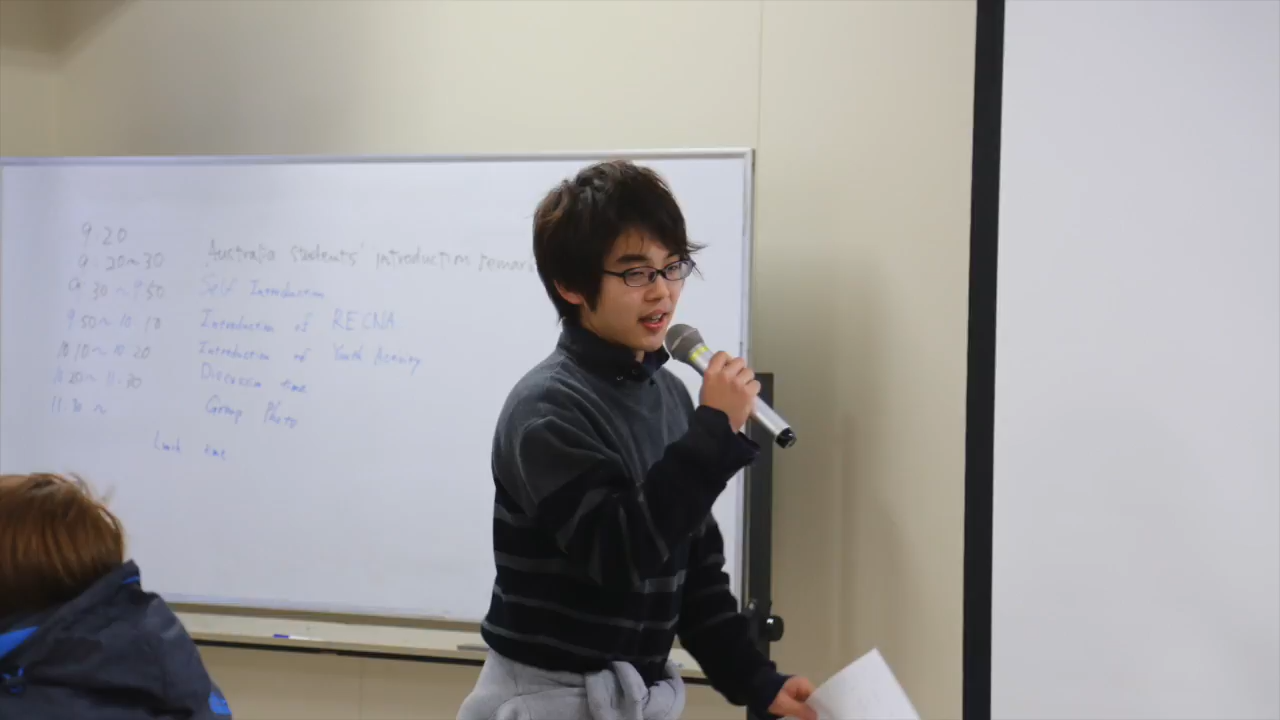 9:20
9:20~30 Australia students' introduction remar
9:30~9:50 Self Introduction
9:50~10:10 Introduction of RECNA
10:10~10:20 Introduction of Youth
10:20~11:30 Discussion time
11:30~ Group Photo
Lunch time